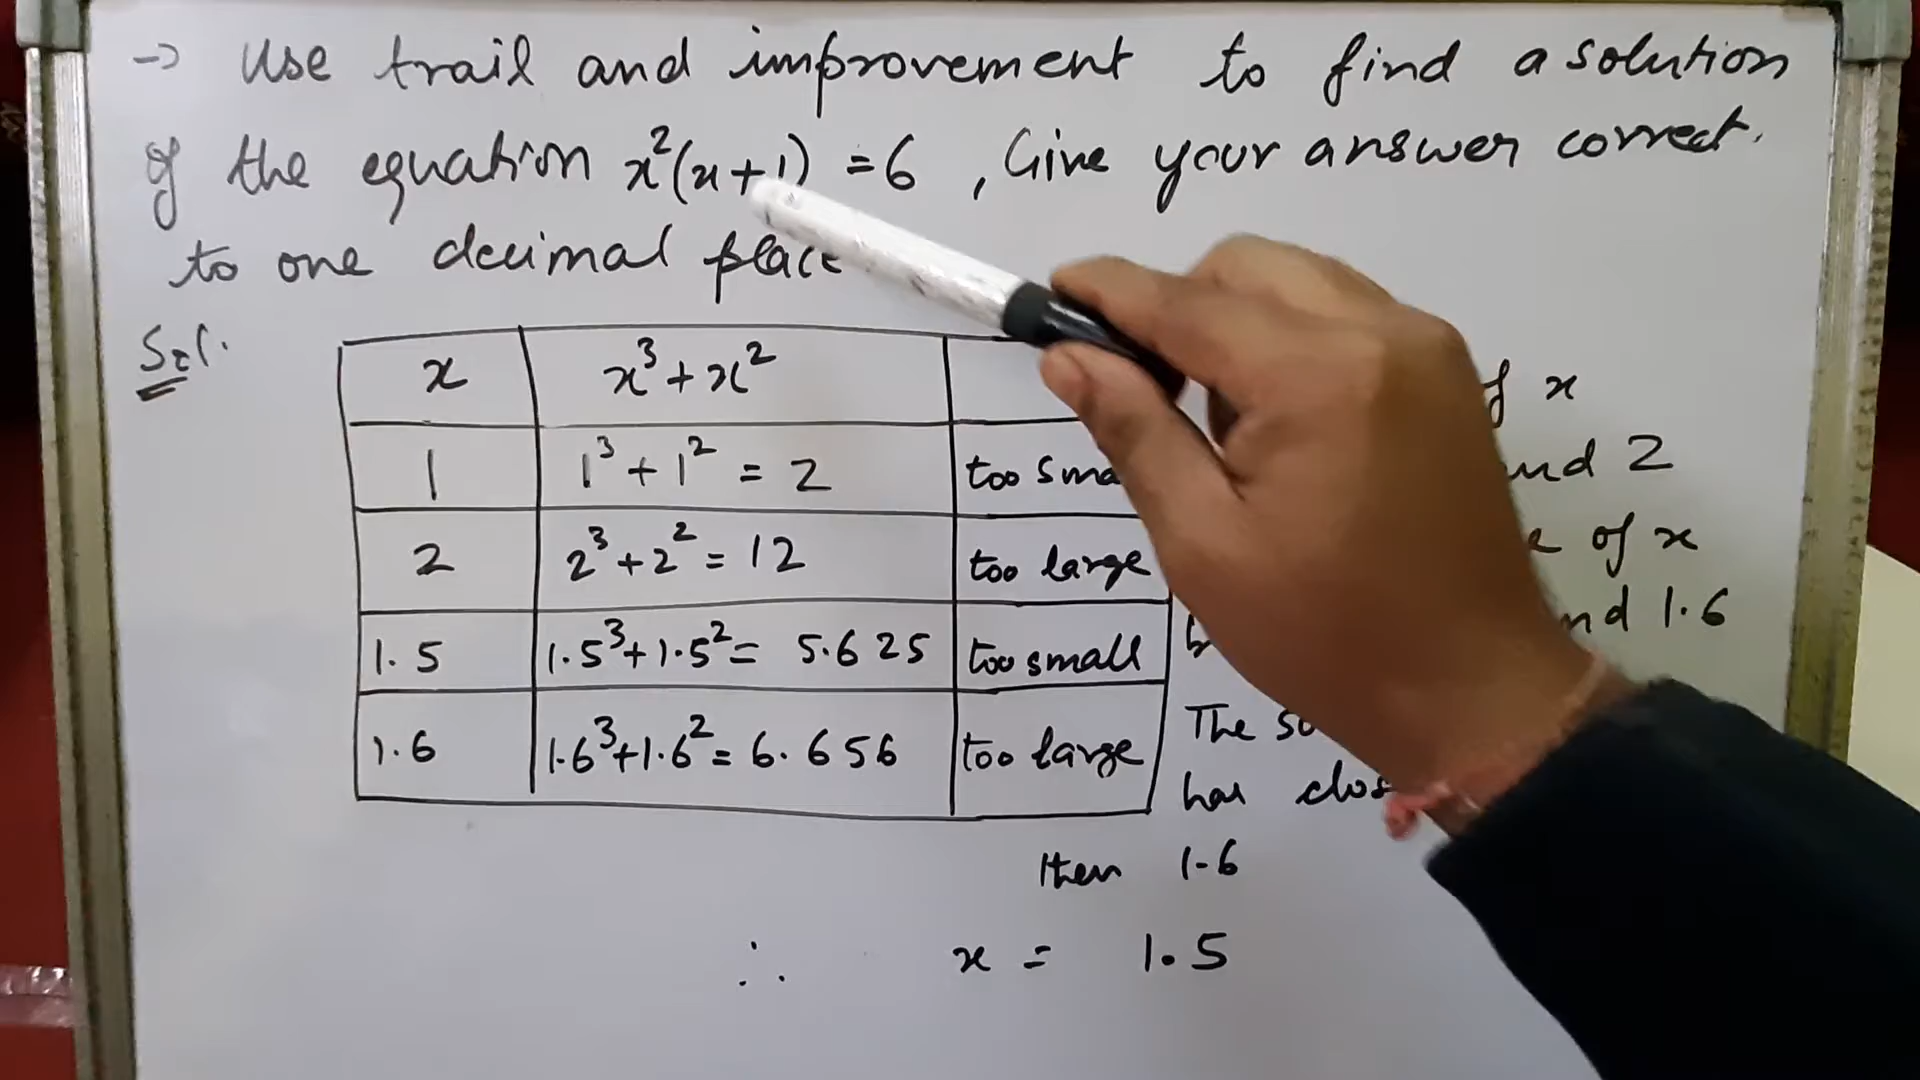 → Use trail and improvement to find a solution
of the equation x²(x+1) = 6, Give your answer correct.
to one decimal place
Sol.
x x³+x²
1 1³+1² = 2 too sma
2 2³+2² = 12 too large
1.5 1.5³+1.5² = 5.625 too small
1.6 1.6³+1.6² = 6.656 too large
f x
nd 2
e of x
nd 1.6
The so
has clos
then 1.6
∴ x = 1.5